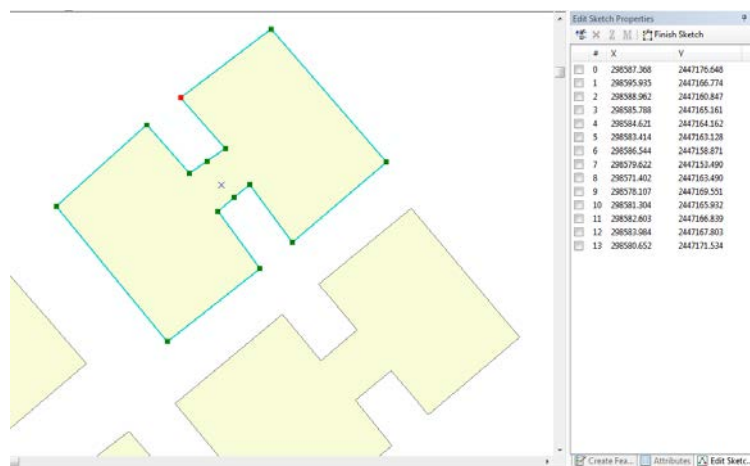 Edit Sketch Properties
Z M Finish Sketch
# X Y
0 298587.368 2447176.648
1 298595.935 2447166.774
2 298588.962 2447160.847
3 298585.788 2447165.161
4 298584.621 2447164.162
5 298583.414 2447163.128
6 298586.544 2447158.871
7 298579.622 2447153.490
8 298571.402 2447163.490
9 298578.107 2447169.551
10 298581.304 2447165.932
11 298582.603 2447166.839
12 298583.984 2447167.803
13 298580.652 2447171.534
Create Fea... Attributes Edit Sketc...